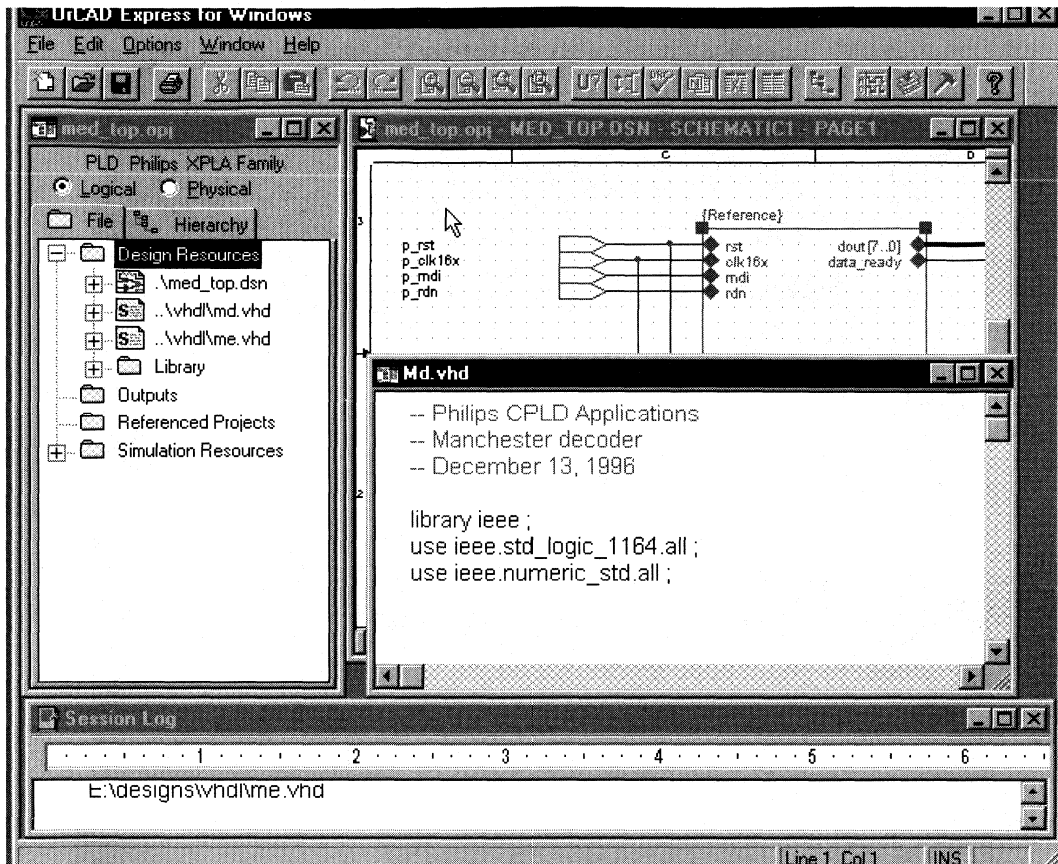 OrCAD Express for Windows
File Edit Options Window Help
U?
med_top.opj
PLD Philips XPLA Family
Logical Physical
File Hierarchy
Design Resources
.\med_top.dsn
..\vhdl\md.vhd
..\vhdl\me.vhd
Library
Outputs
Referenced Projects
Simulation Resources
med_top.opj - MED_TOP.DSN - SCHEMATIC1 - PAGE1
C D
3
{Reference}
p_rst rst dout[7..0]
p_clk16x clk16x data_ready
p_mdi mdi
p_rdn rdn
2
Md.vhd
-- Philips CPLD Applications
-- Manchester decoder
-- December 13, 1996
library ieee ;
use ieee.std_logic_1164.all ;
use ieee.numeric_std.all ;
Session Log
1 2 3 4 5 6
E:\designs\vhdl\me.vhd
Line 1 Col 1 INS